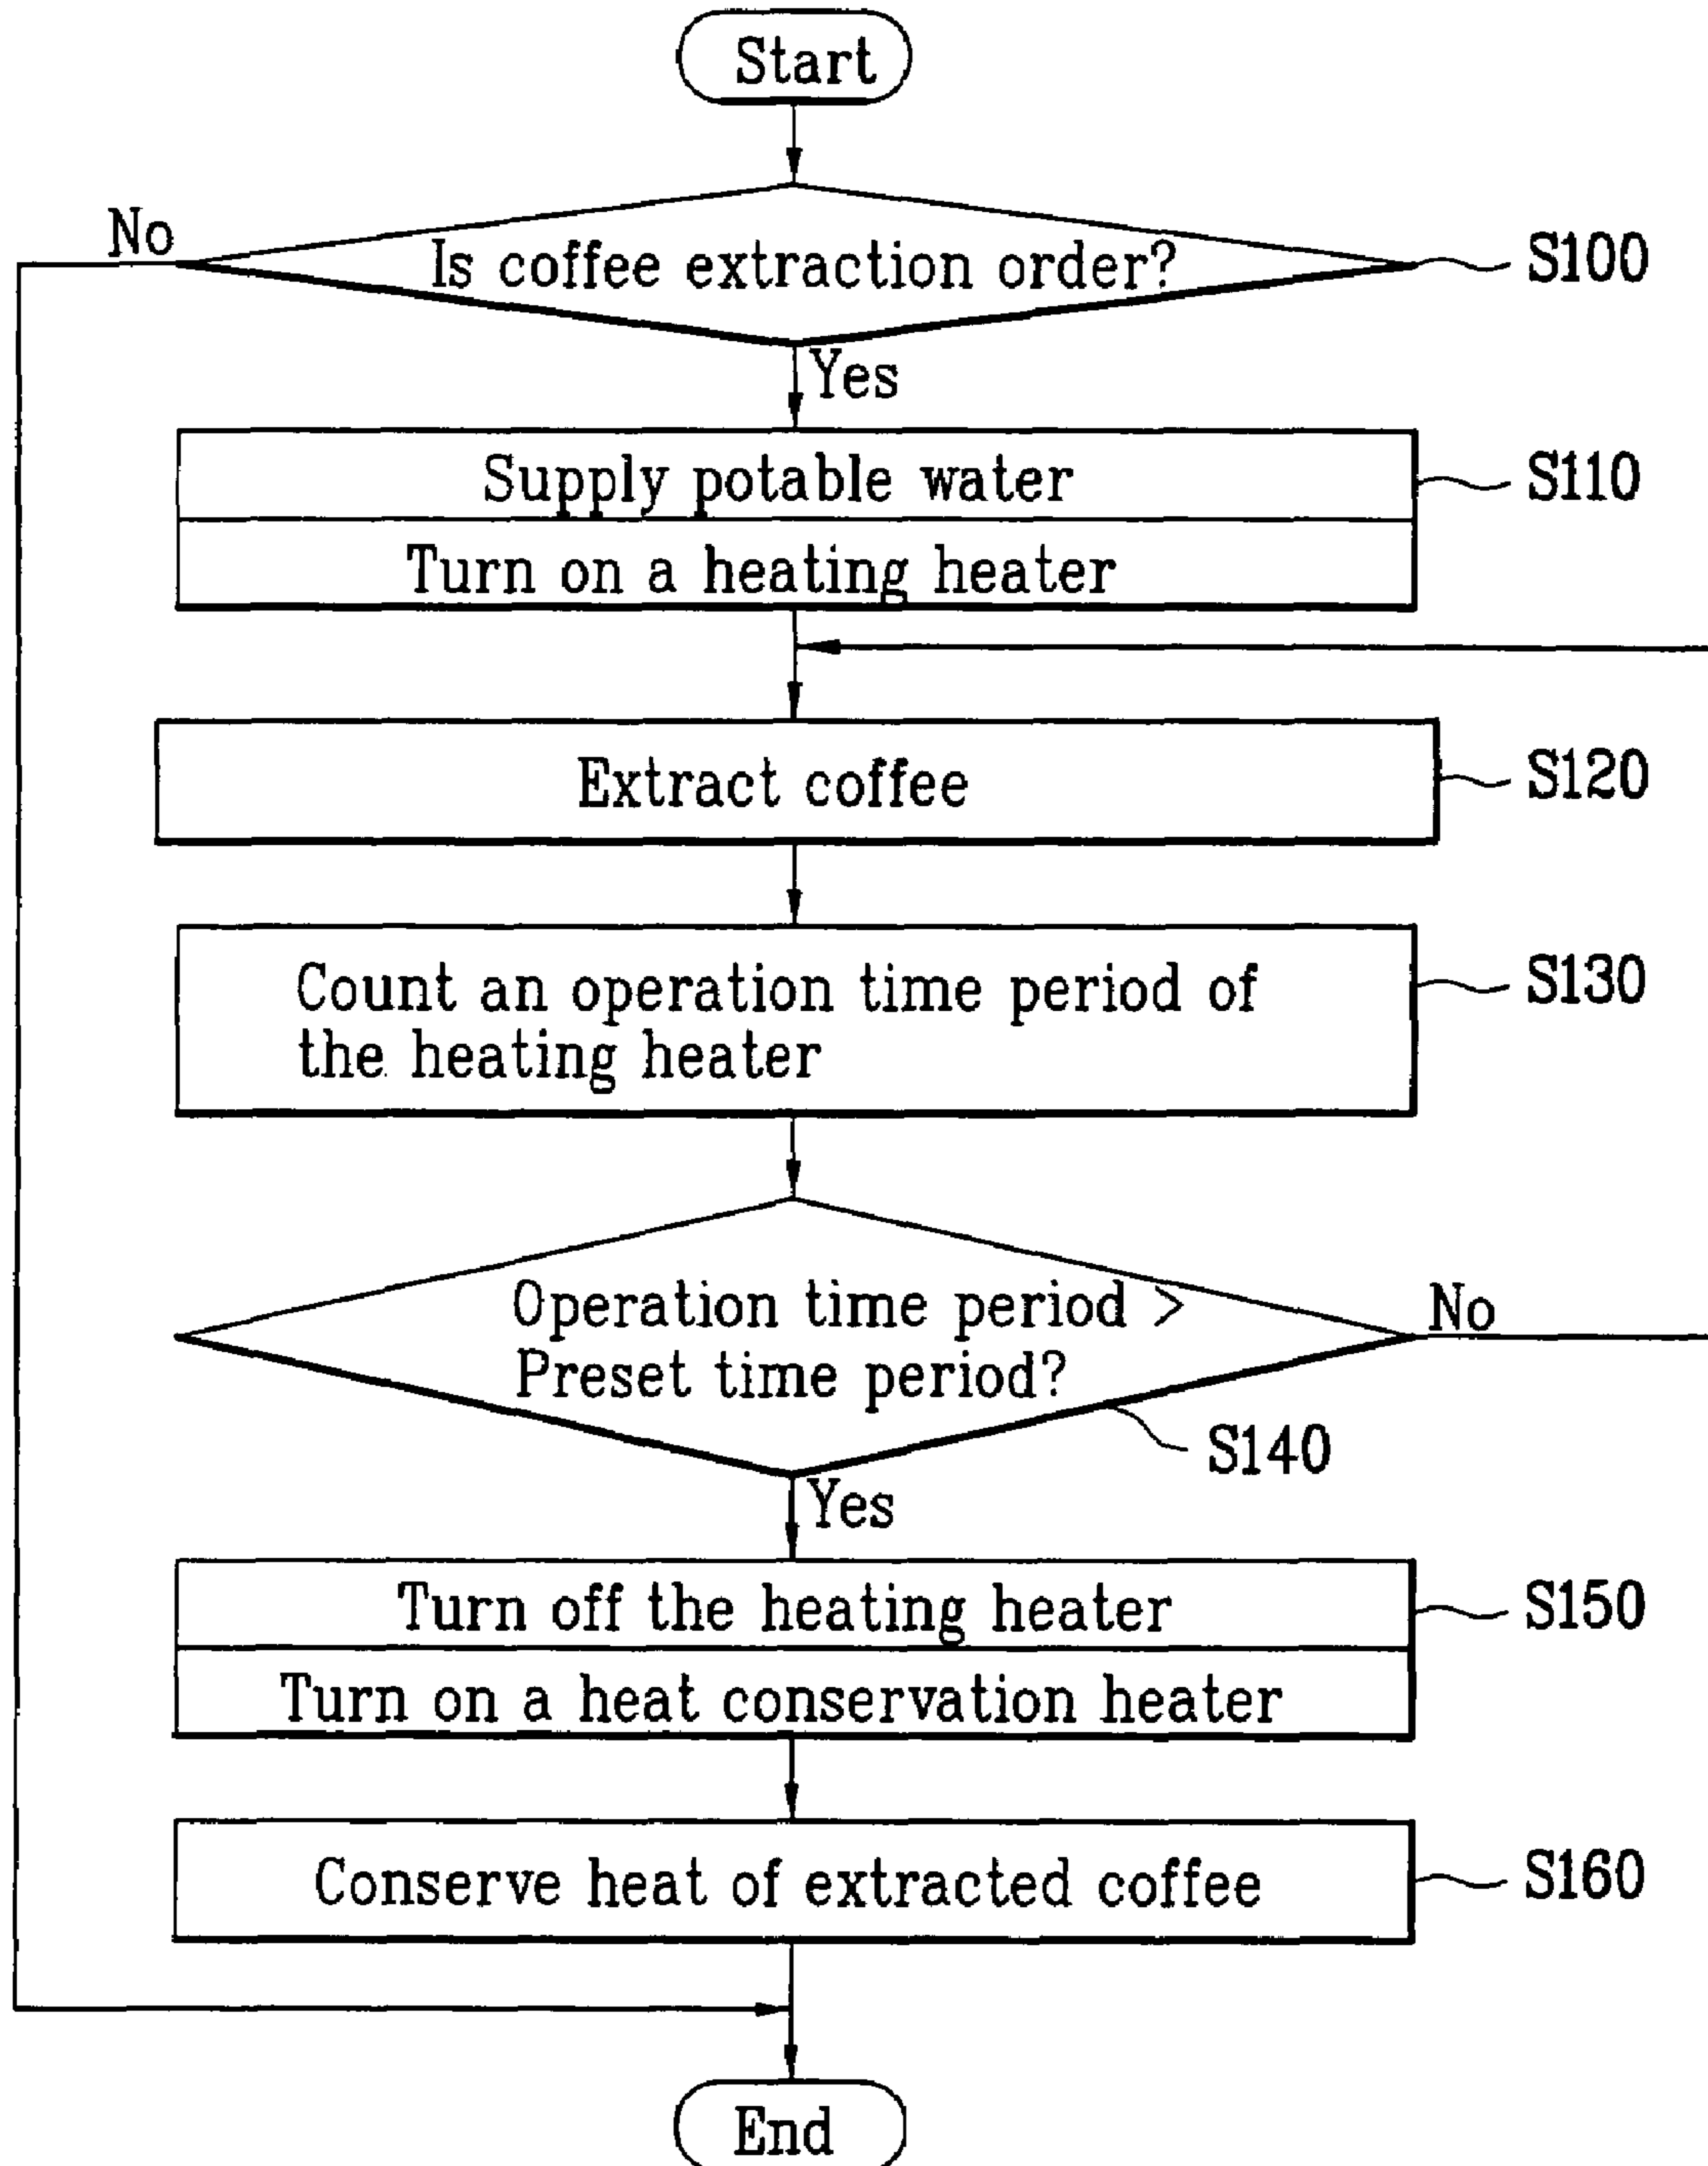 Start
No
Is coffee extraction order?
S100
Yes
Supply potable water
S110
Turn on a heating heater
Extract coffee
S120
Count an operation time period of
the heating heater
S130
Operation time period >
Preset time period?
No
S140
Yes
Turn off the heating heater
S150
Turn on a heat conservation heater
Conserve heat of extracted coffee
S160
End